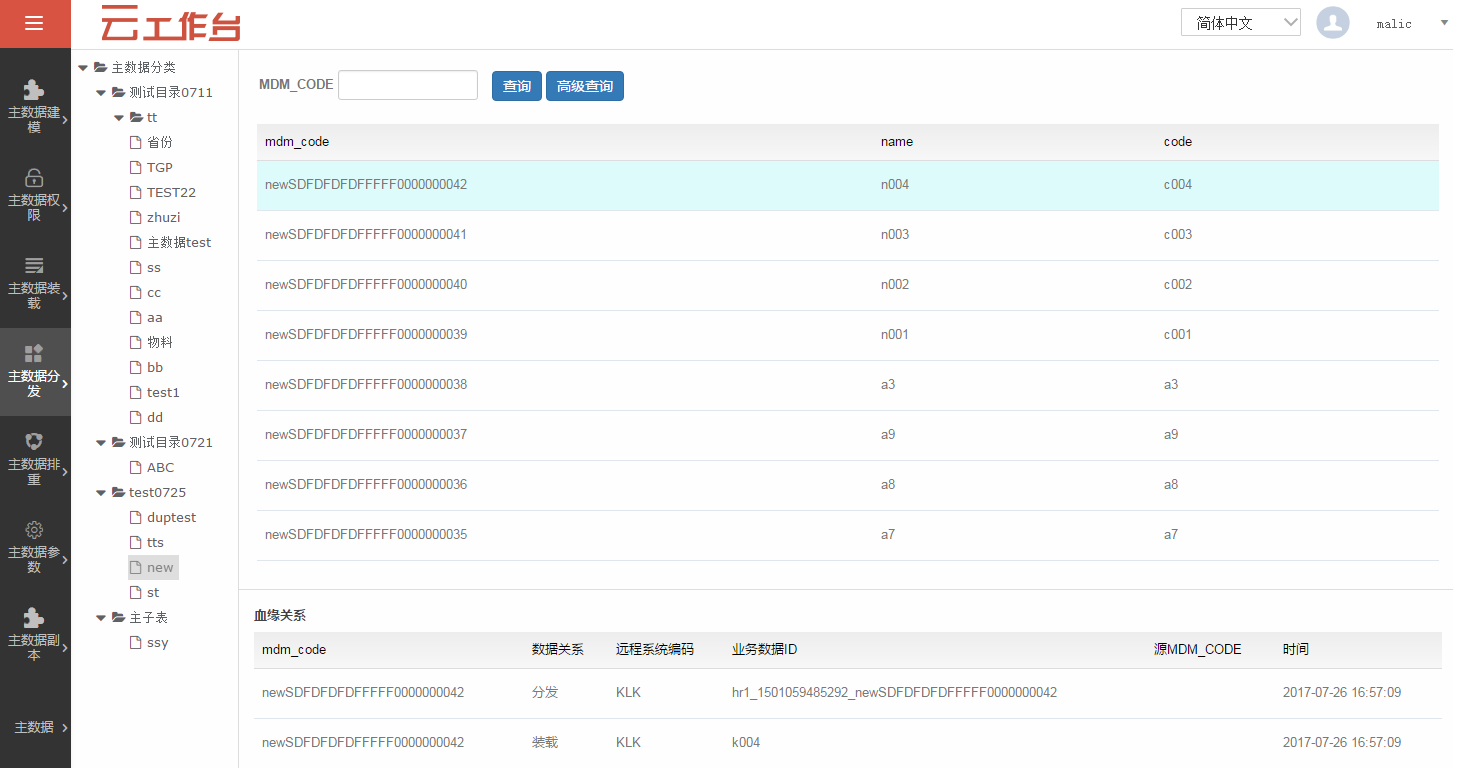 云工作台
简体中文
malic
主数据建
模
主数据权
限
主数据装
载
主数据分
发
主数据排
重
主数据参
数
主数据副
本
主数据
主数据分类
测试目录0711
tt
省份
TGP
TEST22
zhuzi
主数据test
ss
cc
aa
物料
bb
test1
dd
测试目录0721
ABC
test0725
duptest
tts
new
st
主子表
ssy
MDM_CODE 查询 高级查询
mdm_code name code
newSDFDFDFDFFFFF0000000042 n004 c004
newSDFDFDFDFFFFF0000000041 n003 c003
newSDFDFDFDFFFFF0000000040 n002 c002
newSDFDFDFDFFFFF0000000039 n001 c001
newSDFDFDFDFFFFF0000000038 a3 a3
newSDFDFDFDFFFFF0000000037 a9 a9
newSDFDFDFDFFFFF0000000036 a8 a8
newSDFDFDFDFFFFF0000000035 a7 a7
血缘关系
mdm_code 数据关系 远程系统编码 业务数据ID 源MDM_CODE 时间
newSDFDFDFDFFFFF0000000042 分发 KLK hr1_1501059485292_newSDFDFDFDFFFFF0000000042 2017-07-26 16:57:09
newSDFDFDFDFFFFF0000000042 装载 KLK k004 2017-07-26 16:57:09